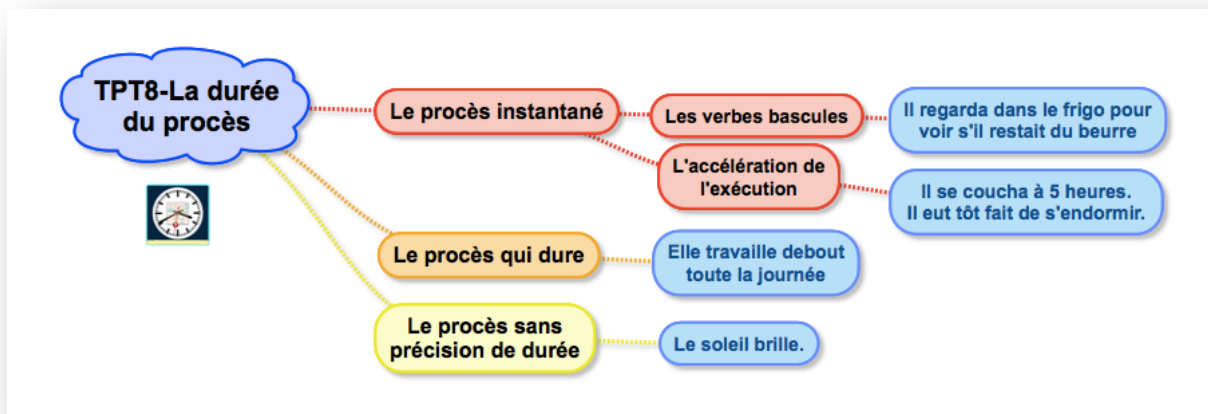 TPT8-La durée
du procès
Le procès instantané
Les verbes bascules
Il regarda dans le frigo pour
voir s'il restait du beurre
L'accélération de
l'exécution
Il se coucha à 5 heures.
Il eut tôt fait de s'endormir.
Le procès qui dure
Elle travaille debout
toute la journée
Le procès sans
précision de durée
Le soleil brille.